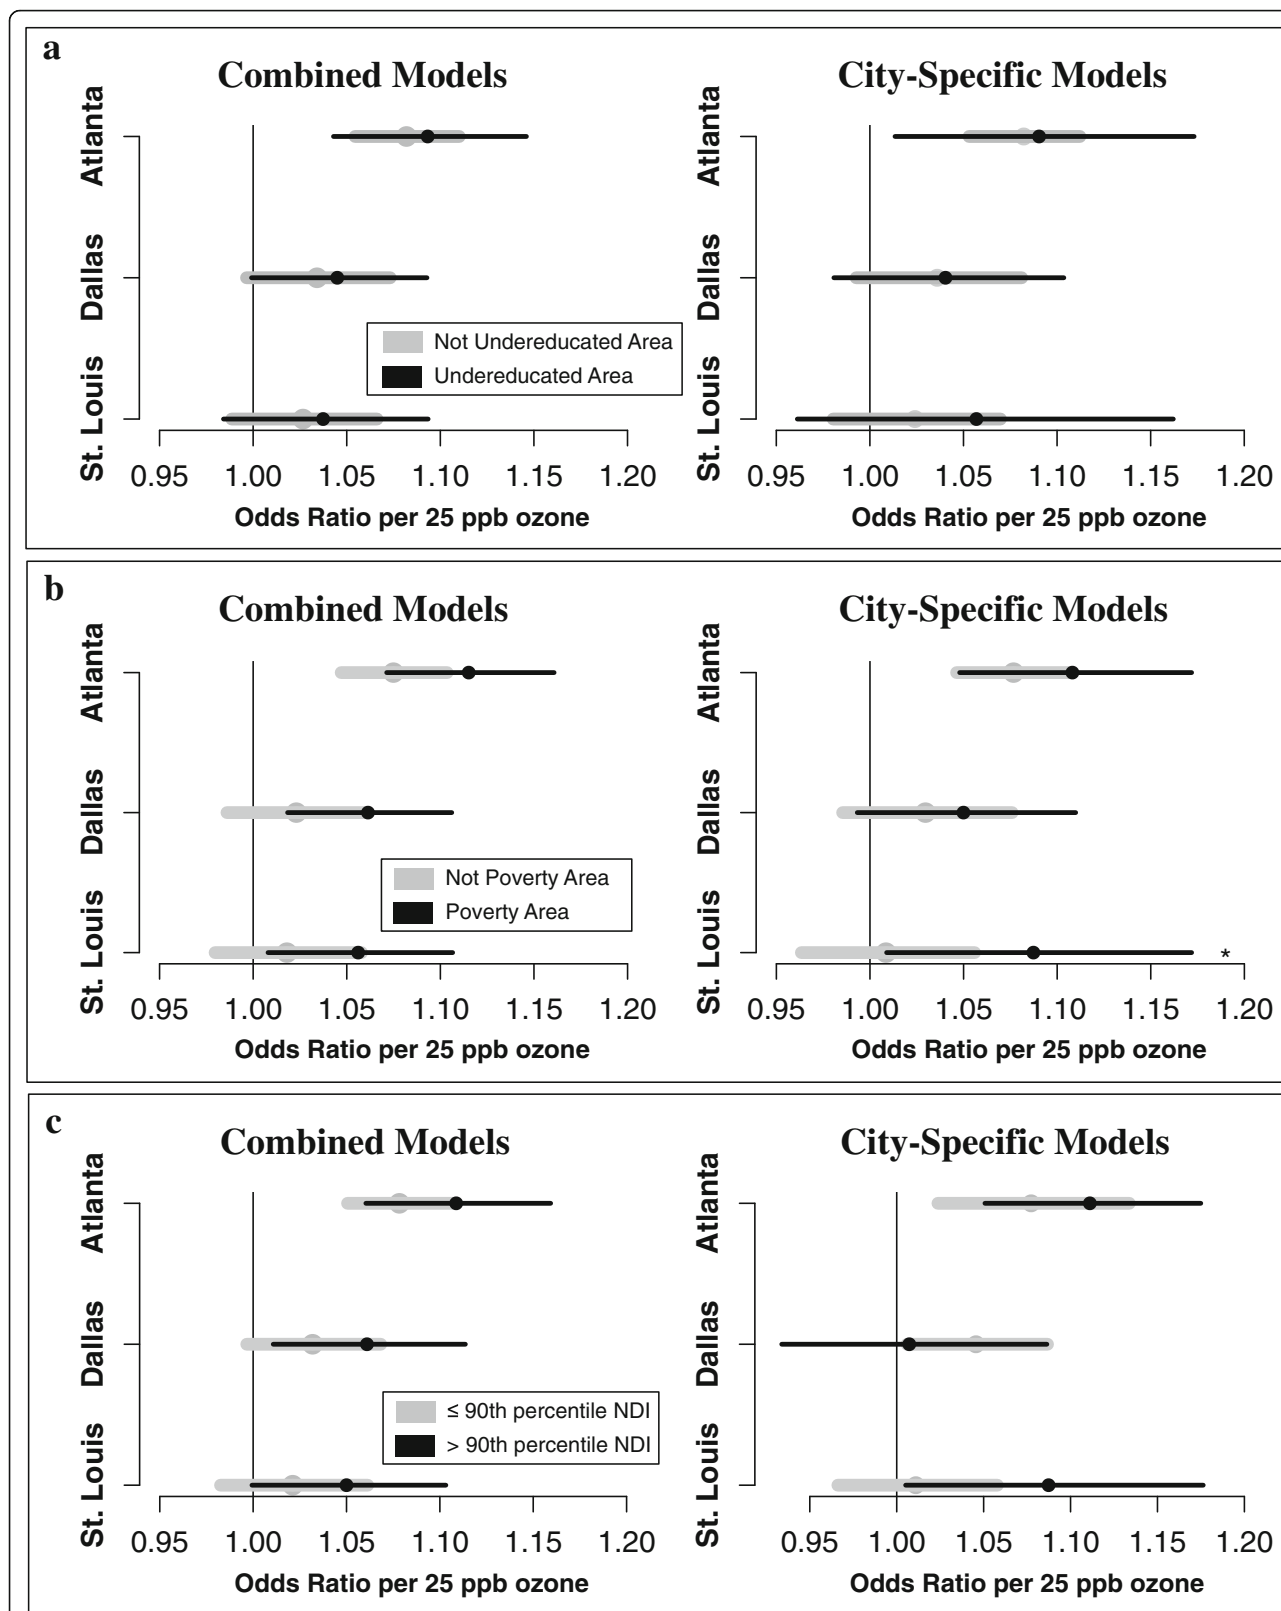 a
Combined Models
City-Specific Models
Atlanta
Dallas
St. Louis
Not Undereducated Area
Undereducated Area
0.95 1.00 1.05 1.10 1.15 1.20
Odds Ratio per 25 ppb ozone
Atlanta
Dallas
St. Louis
0.95 1.00 1.05 1.10 1.15 1.20
Odds Ratio per 25 ppb ozone
b
Combined Models
City-Specific Models
Atlanta
Dallas
St. Louis
Not Poverty Area
Poverty Area
0.95 1.00 1.05 1.10 1.15 1.20
Odds Ratio per 25 ppb ozone
Atlanta
Dallas
St. Louis
*
0.95 1.00 1.05 1.10 1.15 1.20
Odds Ratio per 25 ppb ozone
c
Combined Models
City-Specific Models
Atlanta
Dallas
St. Louis
≤ 90th percentile NDI
> 90th percentile NDI
0.95 1.00 1.05 1.10 1.15 1.20
Odds Ratio per 25 ppb ozone
Atlanta
Dallas
St. Louis
0.95 1.00 1.05 1.10 1.15 1.20
Odds Ratio per 25 ppb ozone